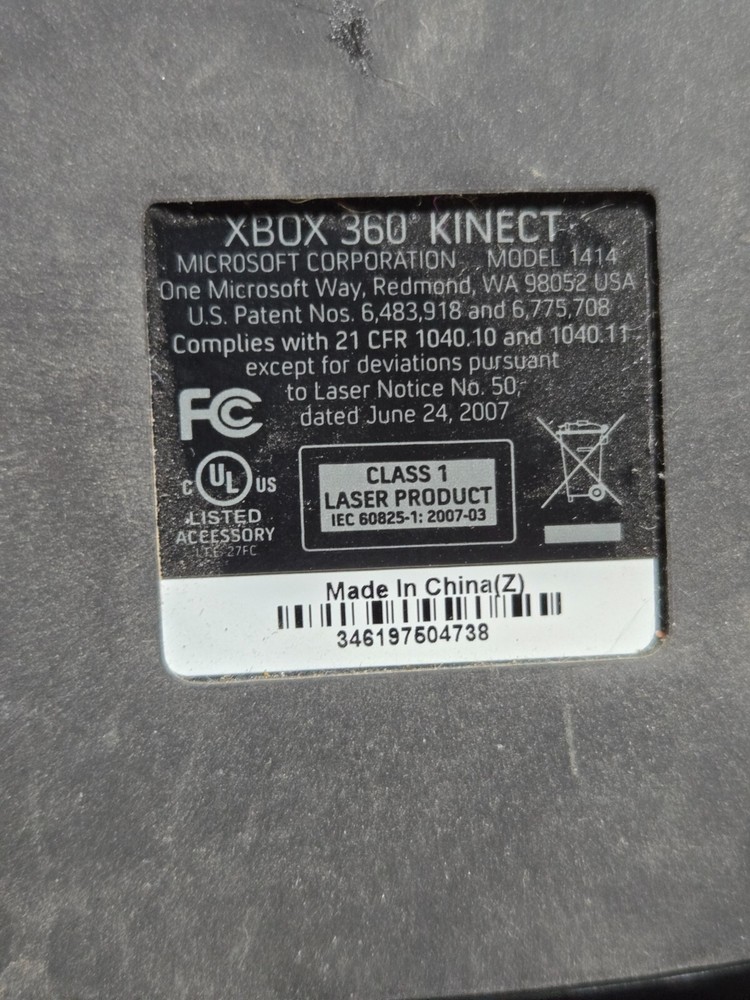 XBOX 360® KINECT
MICROSOFT CORPORATION MODEL 1414
One Microsoft Way, Redmond, WA 98052 USA
U.S. Patent Nos. 6,483,918 and 6,775,708
Complies with 21 CFR 1040.10 and 1040.11
except for deviations pursuant
to Laser Notice No. 50,
dated June 24, 2007
FC
C UL US
LISTED
ACCESSORY
I.T.E. 27FC
CLASS 1
LASER PRODUCT
IEC 60825-1: 2007-03
Made In China(Z)
346197504738